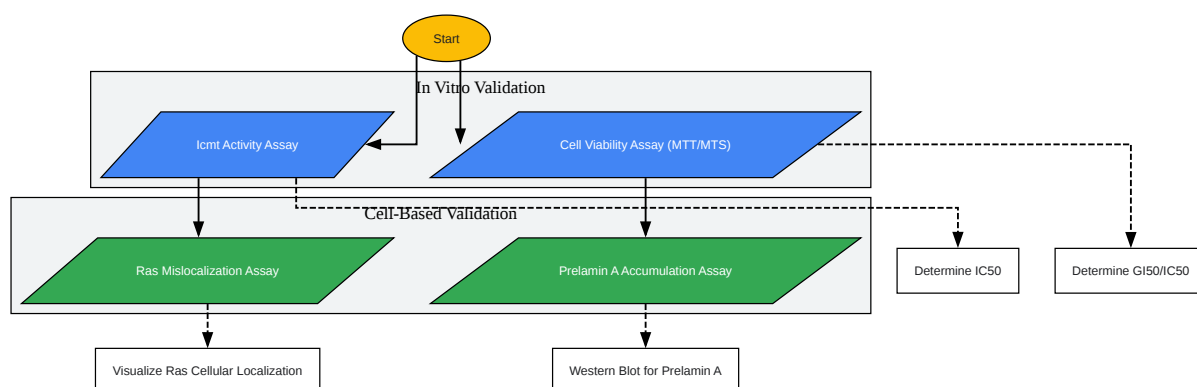 Start
In Vitro Validation
Icmt Activity Assay
Cell Viability Assay (MTT/MTS)
Cell-Based Validation
Ras Mislocalization Assay
Prelamin A Accumulation Assay
Determine IC50
Determine GI50/IC50
Visualize Ras Cellular Localization
Western Blot for Prelamin A